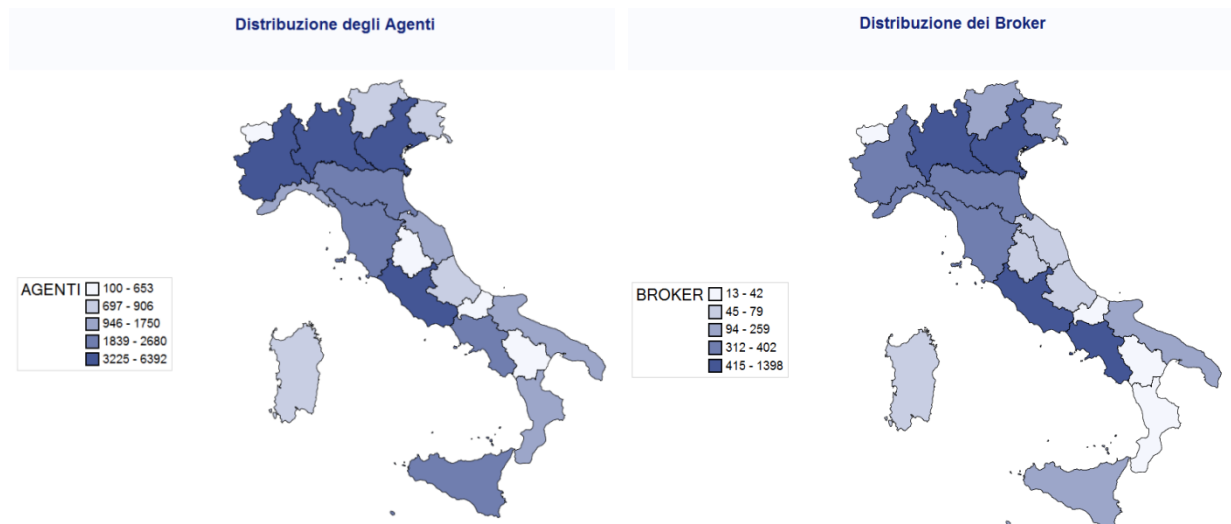 Distribuzione degli Agenti
AGENTI
100 - 653
697 - 906
946 - 1750
1839 - 2680
3225 - 6392
Distribuzione dei Broker
BROKER
13 - 42
45 - 79
94 - 259
312 - 402
415 - 1398